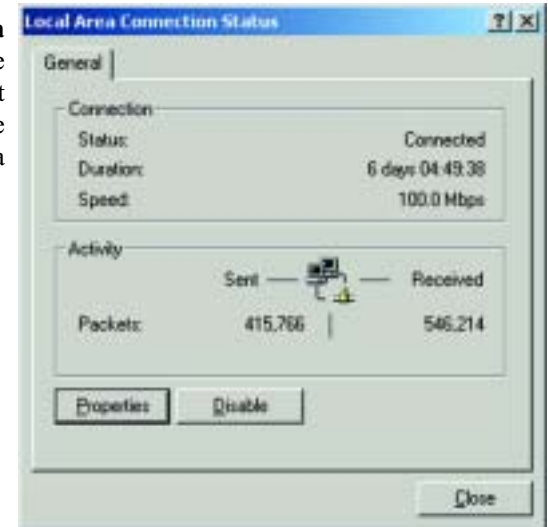 Local Area Connection Status
General
Connection
Status: Connected
Duration: 6 days 04:49:38
Speed: 100.0 Mbps
Activity
Sent — — Received
Packets: 415,766 | 546,214
Properties Disable
Close